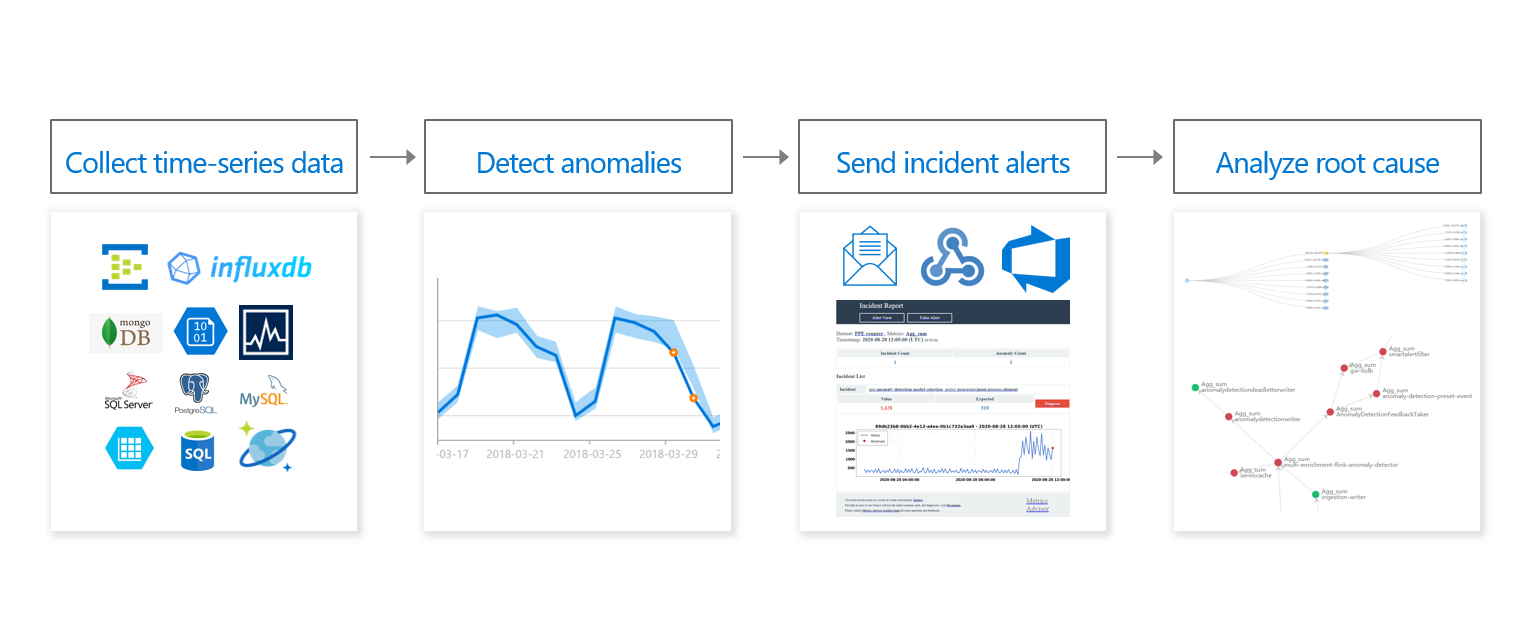 Collect time-series data
Detect anomalies
Send incident alerts
Analyze root cause
influxdb
mongo
DB
10
01
Microsoft
SQL Server
PostgreSQL
MySQL
SQL
-03-17
2018-03-21
2018-03-25
2018-03-29
Incident Report
Alert View
False Alert
Dataset: PPE counter , Metrics: Agg_sum
Timestamp: 2020-08-28 12:05:00 (UTC)
Incident Count
Anomaly Count
1
1
Incident List
Incident
Value
Expected
Diagnose
1,628
319
89db23b8-0bb2-4e12-a4ee-0b1c732e3aa9 - 2020-08-28 12:05:00 (UTC)
Value
Anomaly
2500
2000
1500
1000
500
2020-08-28 04:00:00
2020-08-28 08:00:00
2020-08-28 12:00:00
Metrics
Advisor
Agg_sum
smartalertfilter
Agg_sum
gw-tsdb
Agg_sum
anomalydetectiondeadletterwriter
Agg_sum
anomaly-detection-preset-event
Agg_sum
anomalydetectionwriter
Agg_sum
AnomalyDetectionFeedbackTaker
Agg_sum
multi-enrichment-flink-anomaly-detector
Agg_sum
seriescache
Agg_sum
ingestion-writer